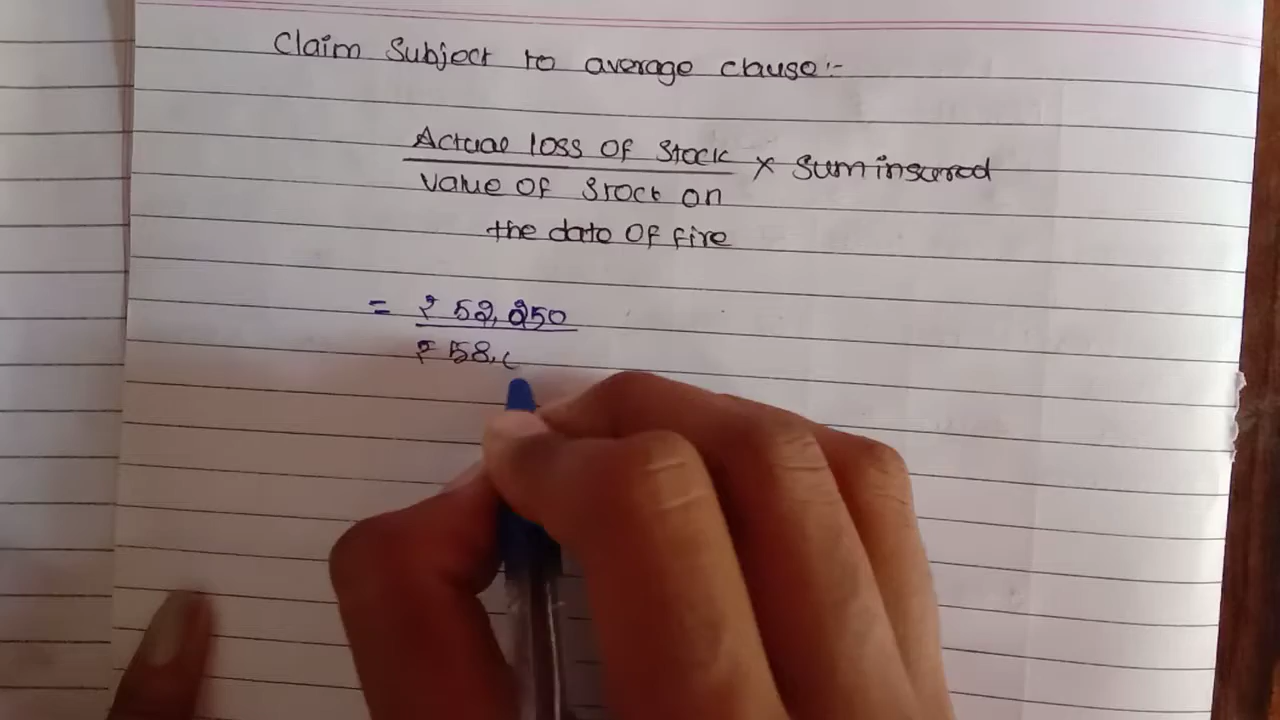 Claim Subject to average clause:-
Actual loss of Stock × Sum insured
Value of Stock on
the date of fire
= ₹ 52,250
₹ 58,